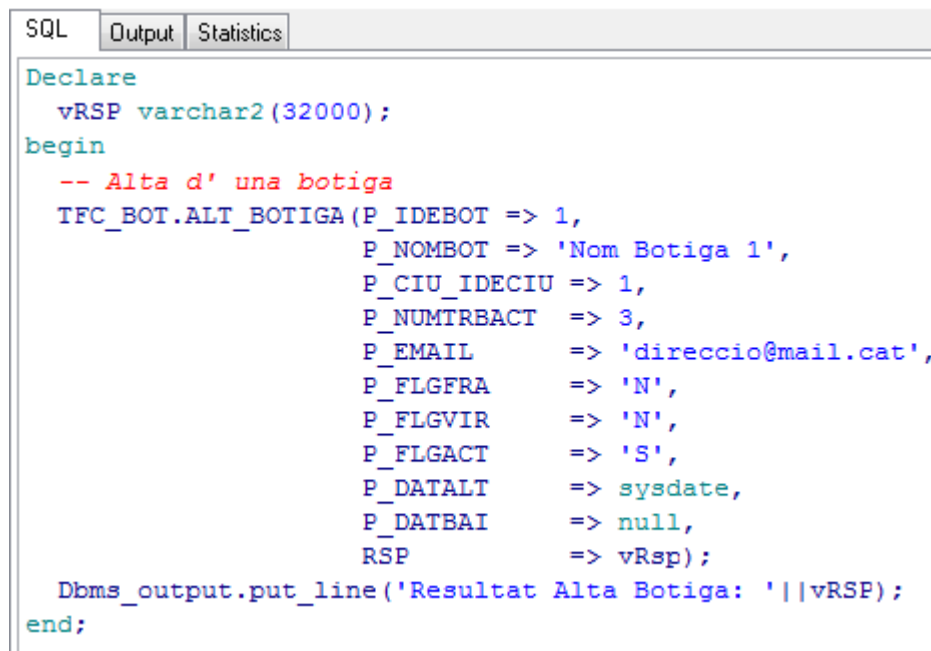 SQL Output Statistics
Declare
  vRSP varchar2(32000);
begin
  -- Alta d' una botiga
  TFC_BOT.ALT_BOTIGA(P_IDEBOT => 1,
                     P_NOMBOT => 'Nom Botiga 1',
                     P_CIU_IDECIU => 1,
                     P_NUMTRBACT  => 3,
                     P_EMAIL      => 'direccio@mail.cat',
                     P_FLGFRA     => 'N',
                     P_FLGVIR     => 'N',
                     P_FLGACT     => 'S',
                     P_DATALT     => sysdate,
                     P_DATBAI     => null,
                     RSP          => vRsp);
  Dbms_output.put_line('Resultat Alta Botiga: '||vRSP);
end;